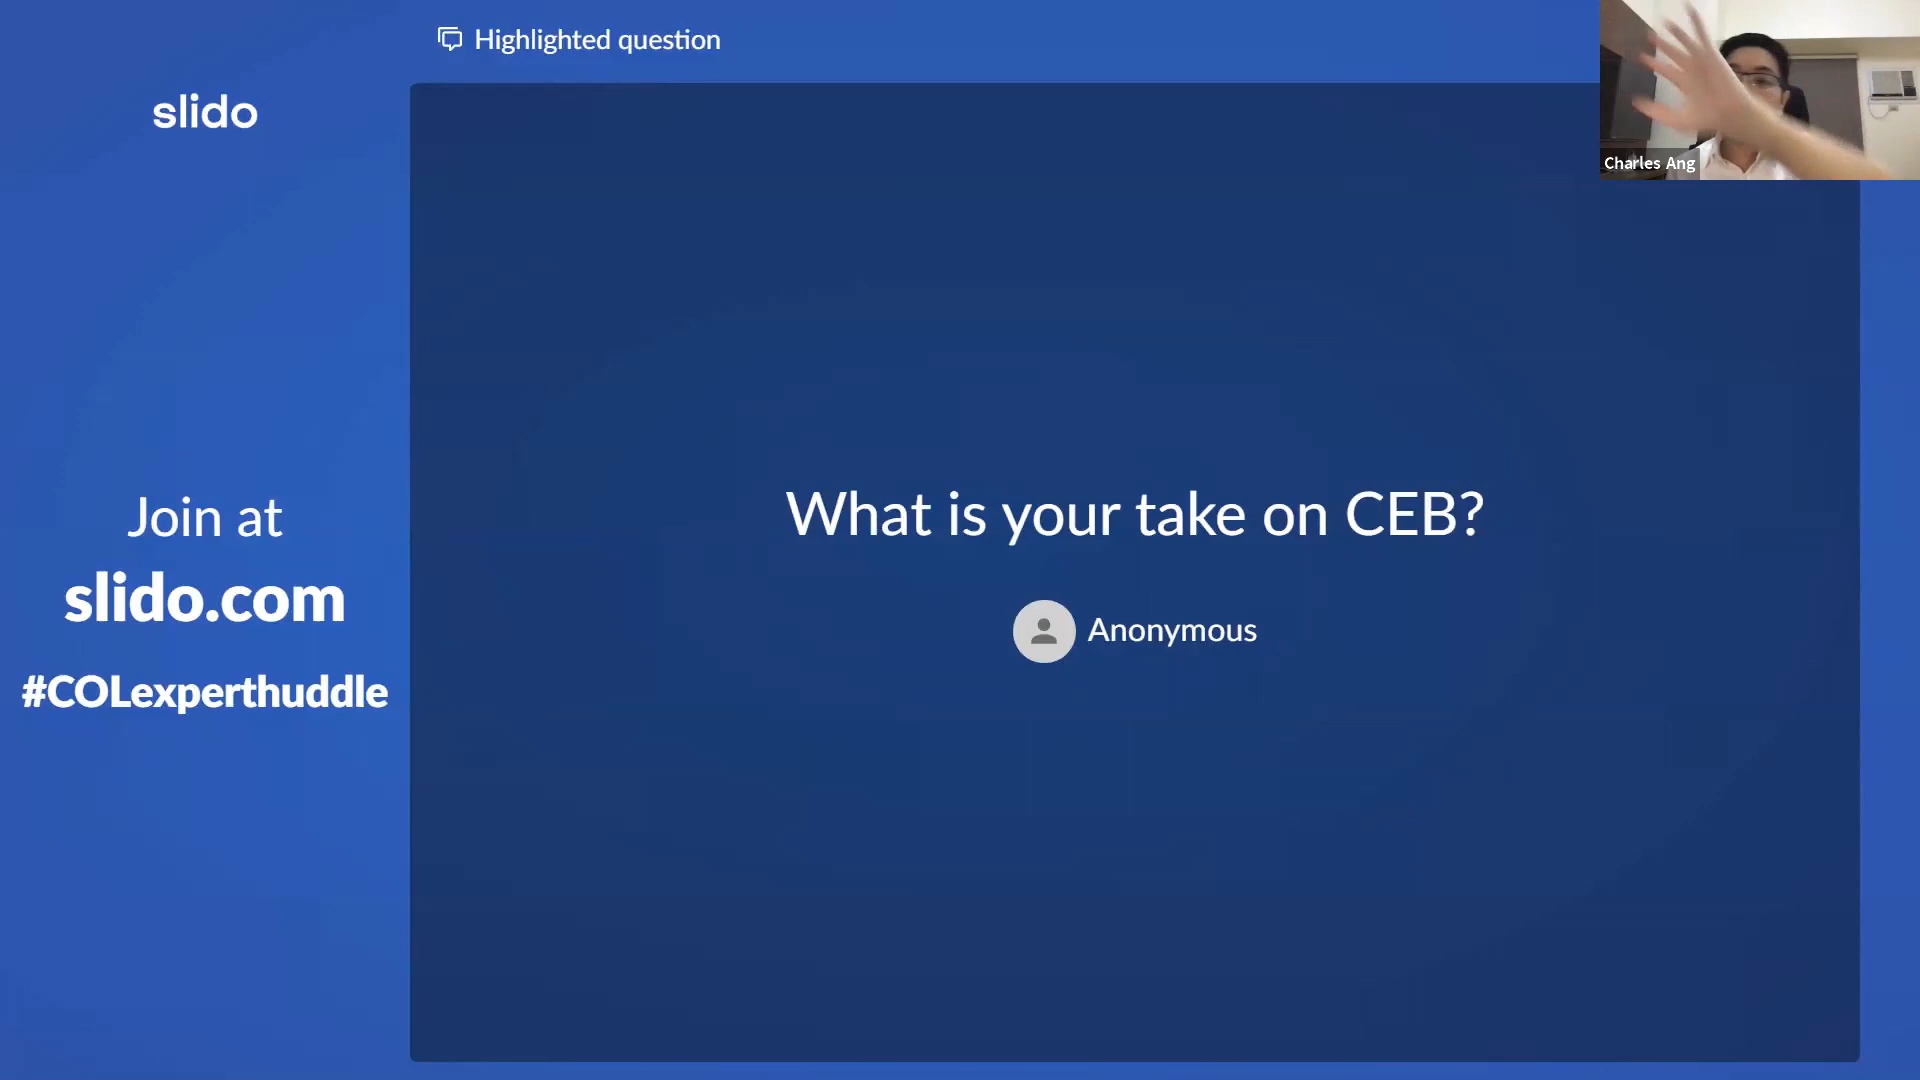 Highlighted question
slido
Charles Ang
Join at
slido.com
#COLexperthuddle
What is your take on CEB?
Anonymous